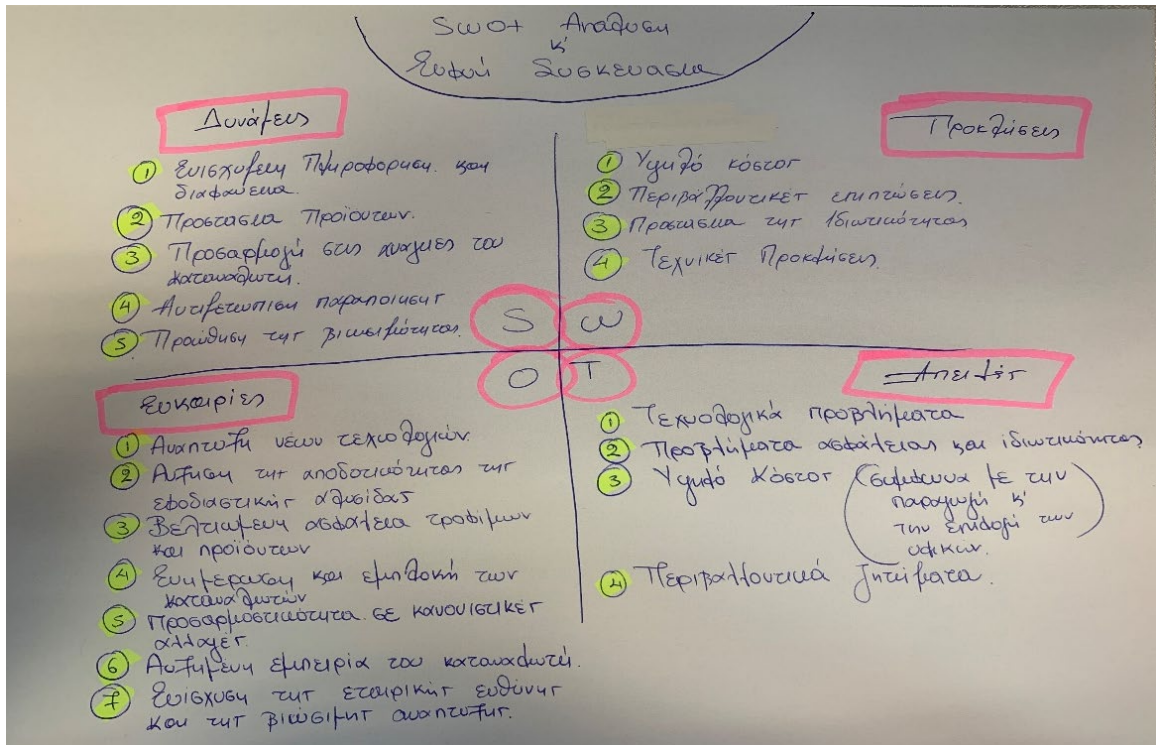 Swot Ανάλυση
κ'
Ευφυή Συσκευασία
Δυνάμεις
① Ενισχυμένη Πληροφόρηση και
διαφάνεια.
② Προστασία Προϊόντων.
③ Προσαρμογή στις ανάγκες του
καταναλωτή.
④ Αντιμετώπιση παραποίησης
⑤ Προώθηση της βιωσιμότητας.
Προκλήσεις
① Υψηλό κόστος
② Περιβαλλοντικές επιπτώσεις.
③ Προστασία της Ιδιωτικότητας
④ Τεχνικές Προκλήσεις.
S W
O T
Ευκαιρίες
① Ανάπτυξη νέων τεχνολογιών.
② Αύξηση της αποδοτικότητας της
εφοδιαστικής αλυσίδας
③ Βελτιωμένη ασφάλεια τροφίμων
και προϊόντων
④ Ενημέρωση και εμπλοκή των
καταναλωτών
⑤ Προσαρμοστικότητα σε κανονιστικές
αλλαγές.
⑥ Αυξημένη εμπειρία του καταναλωτή.
⑦ Ενίσχυση της εταιρικής ευθύνης
και της βιώσιμης ανάπτυξης.
Απειλές
① Τεχνολογικά προβλήματα
② Προβλήματα ασφάλειας και ιδιωτικότητας
③ Υψηλό Κόστος (σύμφωνα με την
παραγωγή κ'
την επιλογή των
υλικών.)
④ Περιβαλλοντικά ζητήματα.